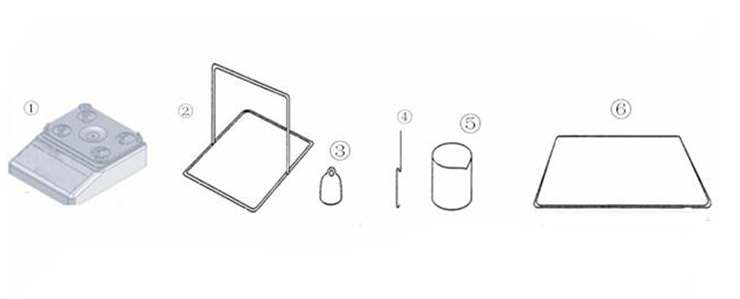 ① ② ③ ④ ⑤ ⑥